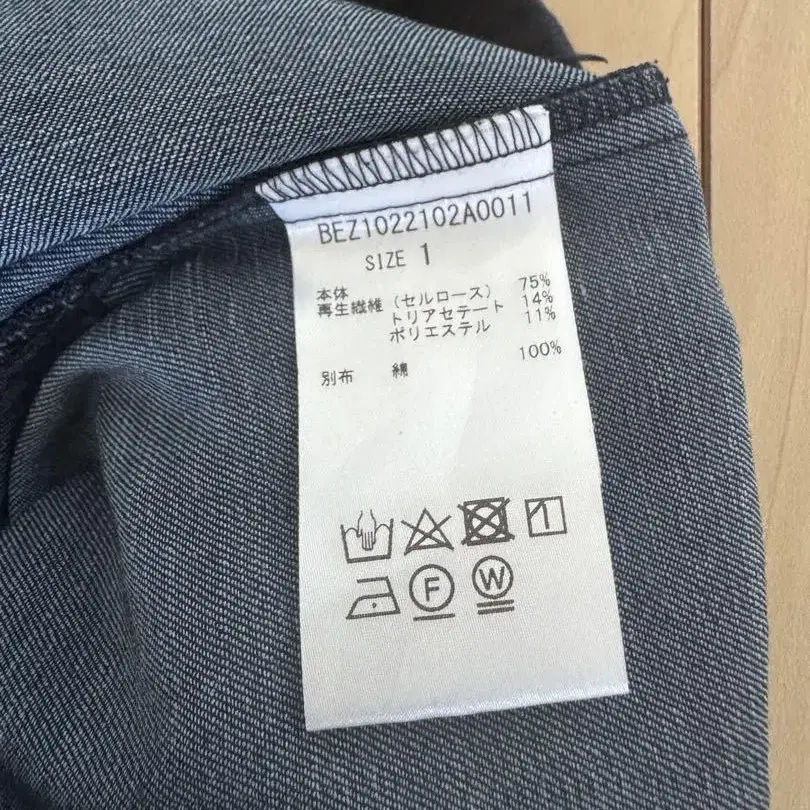 BEZ1022102A0011
SIZE 1
本体
再生繊維 (セルロース) 75%
トリアセテート 14%
ポリエステル 11%
別布 綿 100%
F
W